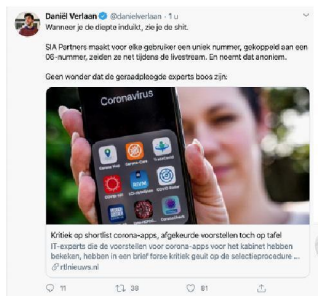 Daniël Verlaan @danielverlaan · 1 u
Wanneer je de diepte induikt, zie je de shit.
SIA Partners maakt voor elke gebruiker een uniek nummer, gekoppeld aan een
06-nummer, zeiden ze net tijdens de livestream. En noemt dat anoniem.
Geen wonder dat de geraadpleegde experts boos zijn:
Coronavirus
Kritiek op shortlist corona-apps, afgekeurde voorstellen toch op tafel
IT-experts die de voorstellen voor corona-apps voor het kabinet hebben
bekeken, hebben in een brief forse kritiek geuit op de selectieprocedure ...
rtlnieuws.nl
11
81